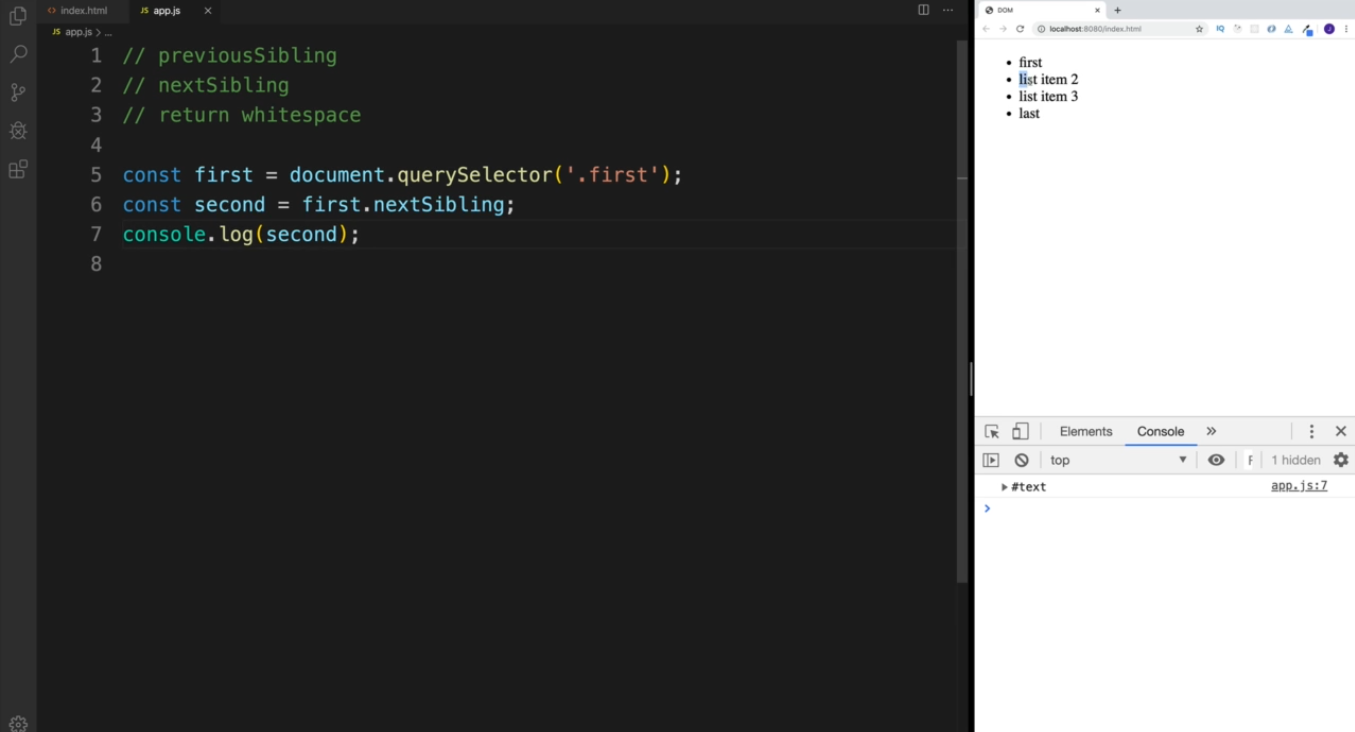 index.html
JS app.js
JS app.js > ...
1 // previousSibling
2 // nextSibling
3 // return whitespace
4
5 const first = document.querySelector('.first');
6 const second = first.nextSibling;
7 console.log(second);
8
DOM
localhost:8080/index.html
• first
• list item 2
• list item 3
• last
Elements Console
top 1 hidden
#text app.js:7